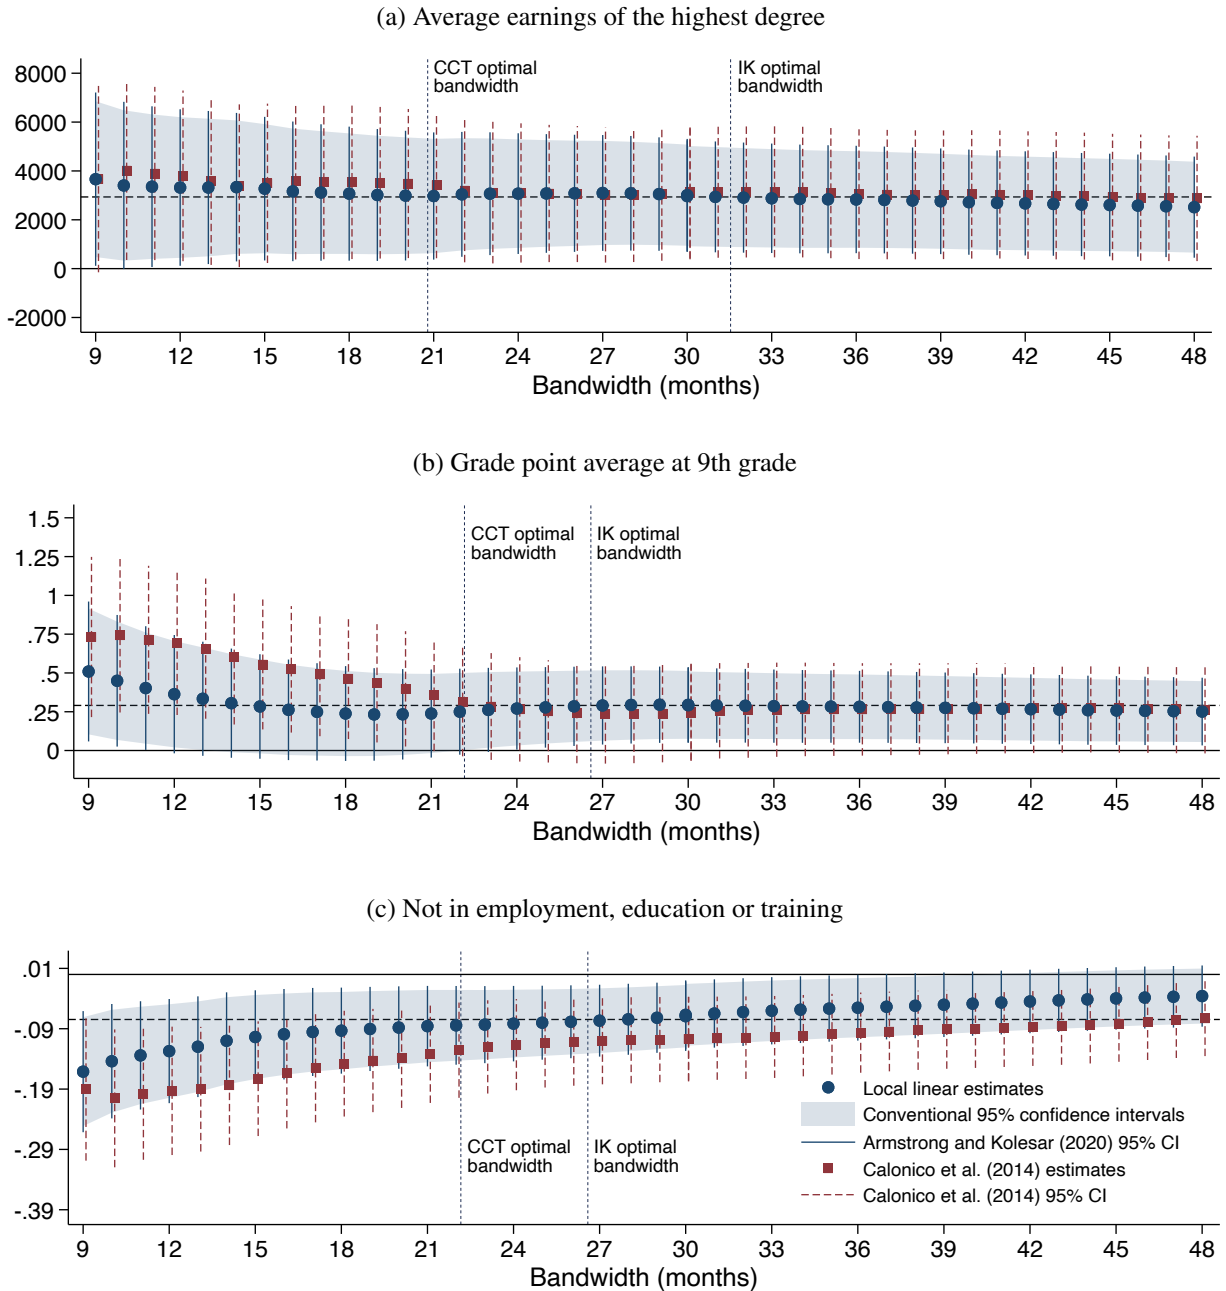 (a) Average earnings of the highest degree
CCT optimal
bandwidth
IK optimal
bandwidth
8000
6000
4000
2000
0
-2000
9 12 15 18 21 24 27 30 33 36 39 42 45 48
Bandwidth (months)
(b) Grade point average at 9th grade
CCT optimal
bandwidth
IK optimal
bandwidth
1.5
1.25
1
.75
.5
.25
0
9 12 15 18 21 24 27 30 33 36 39 42 45 48
Bandwidth (months)
(c) Not in employment, education or training
.01
-.09
-.19
-.29
-.39
CCT optimal
bandwidth
IK optimal
bandwidth
Local linear estimates
Conventional 95% confidence intervals
Armstrong and Kolesar (2020) 95% CI
Calonico et al. (2014) estimates
Calonico et al. (2014) 95% CI
9 12 15 18 21 24 27 30 33 36 39 42 45 48
Bandwidth (months)